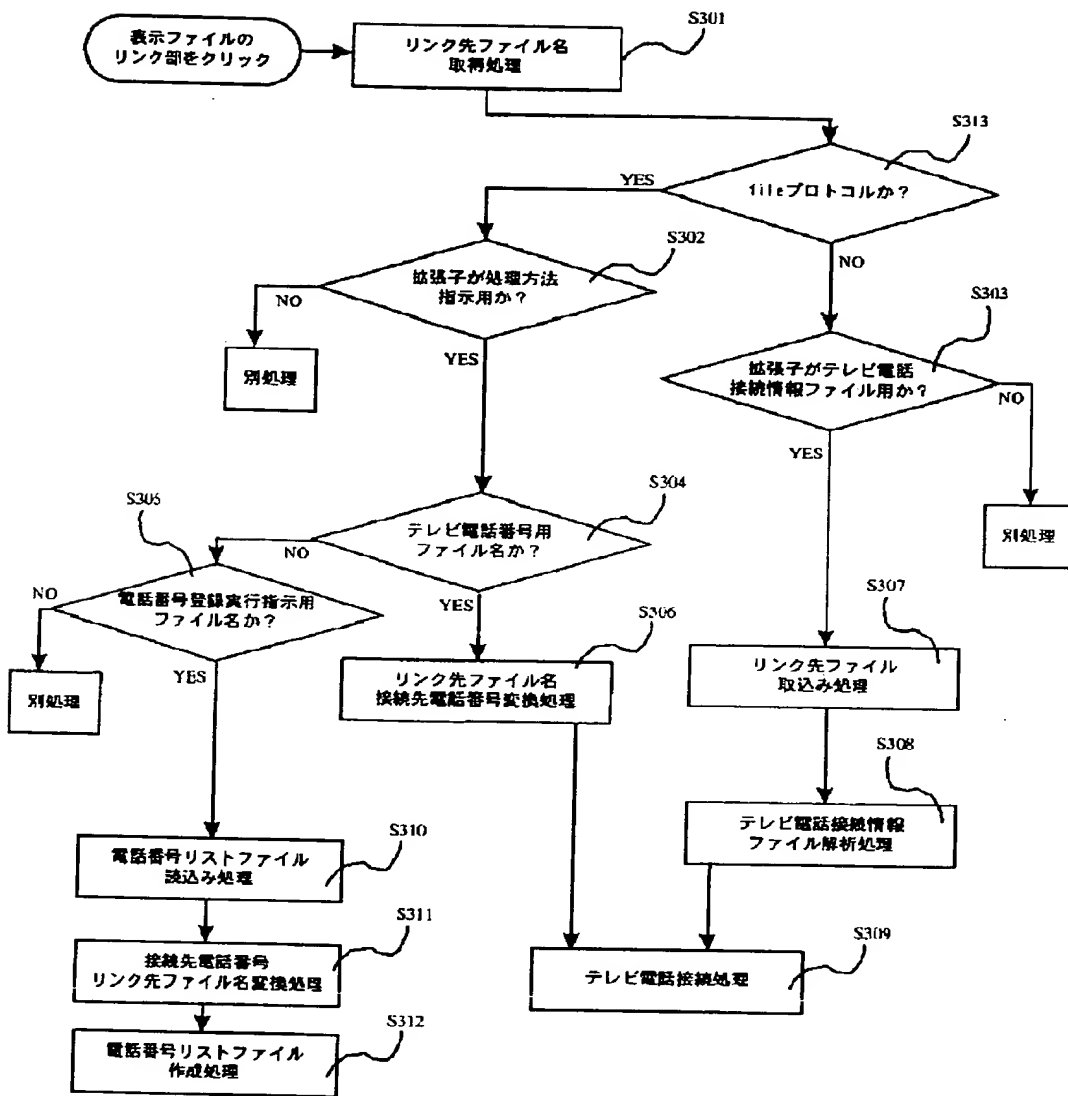 表示ファイルの
リンク部をクリック
リンク先ファイル名
取得処理
S301
S313
fileプロトコルか?
YES
NO
S302
拡張子が処理方法
指示用か?
NO
YES
別処理
S303
拡張子がテレビ電話
接続情報ファイル用か?
NO
YES
別処理
S304
テレビ電話番号用
ファイル名か?
NO
YES
S305
電話番号登録実行指示用
ファイル名か?
NO
YES
別処理
S306
リンク先ファイル名
接続先電話番号変換処理
S307
リンク先ファイル
取込み処理
S308
テレビ電話接続情報
ファイル解析処理
S310
電話番号リストファイル
読込み処理
S311
接続先電話番号
リンク先ファイル名変換処理
S309
テレビ電話接続処理
S312
電話番号リストファイル
作成処理